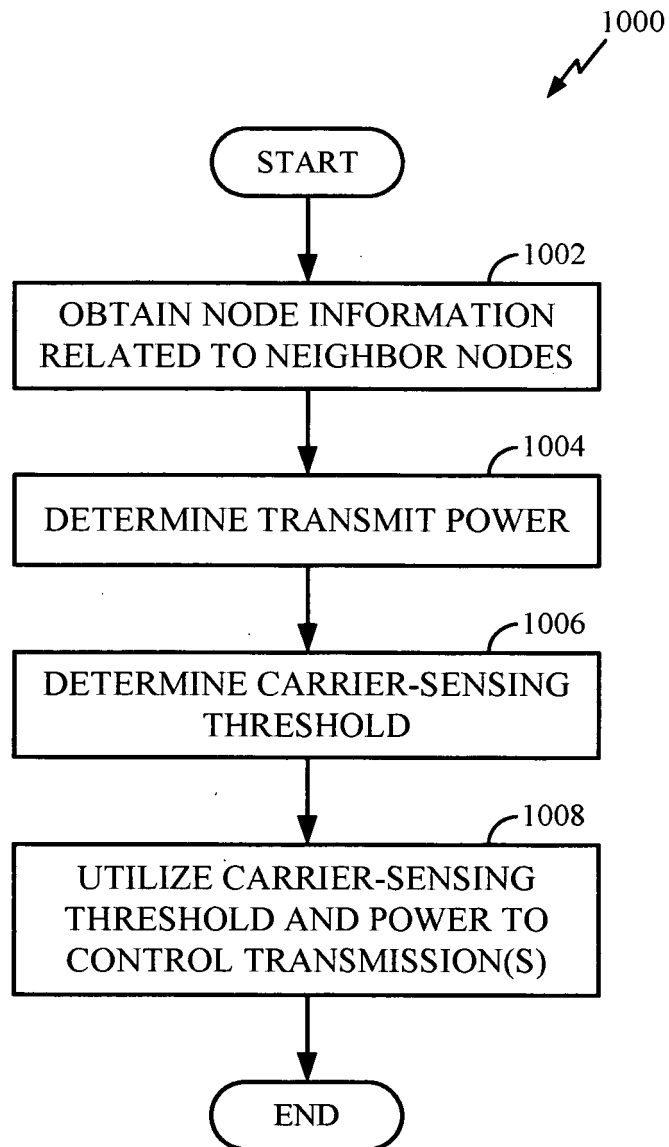 1000
START
1002
OBTAIN NODE INFORMATION
RELATED TO NEIGHBOR NODES
1004
DETERMINE TRANSMIT POWER
1006
DETERMINE CARRIER-SENSING
THRESHOLD
1008
UTILIZE CARRIER-SENSING
THRESHOLD AND POWER TO
CONTROL TRANSMISSION(S)
END